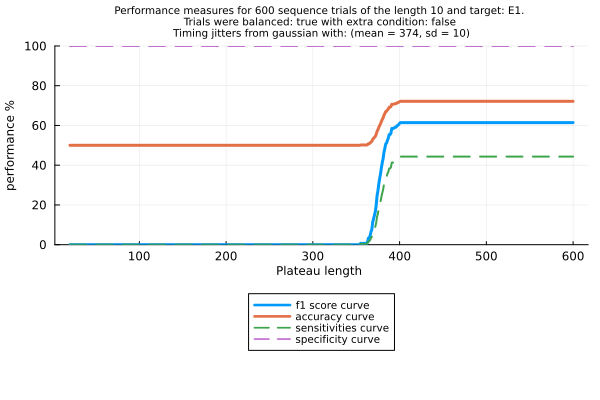 Performance measures for 600 sequence trials of the length 10 and target: E1.
Trials were balanced: true with extra condition: false
Timing jitters from gaussian with: (mean = 374, sd = 10)
100
80
60
40
20
0
performance %
100 200 300 400 500 600
Plateau length
f1 score curve
accuracy curve
sensitivities curve
specificity curve